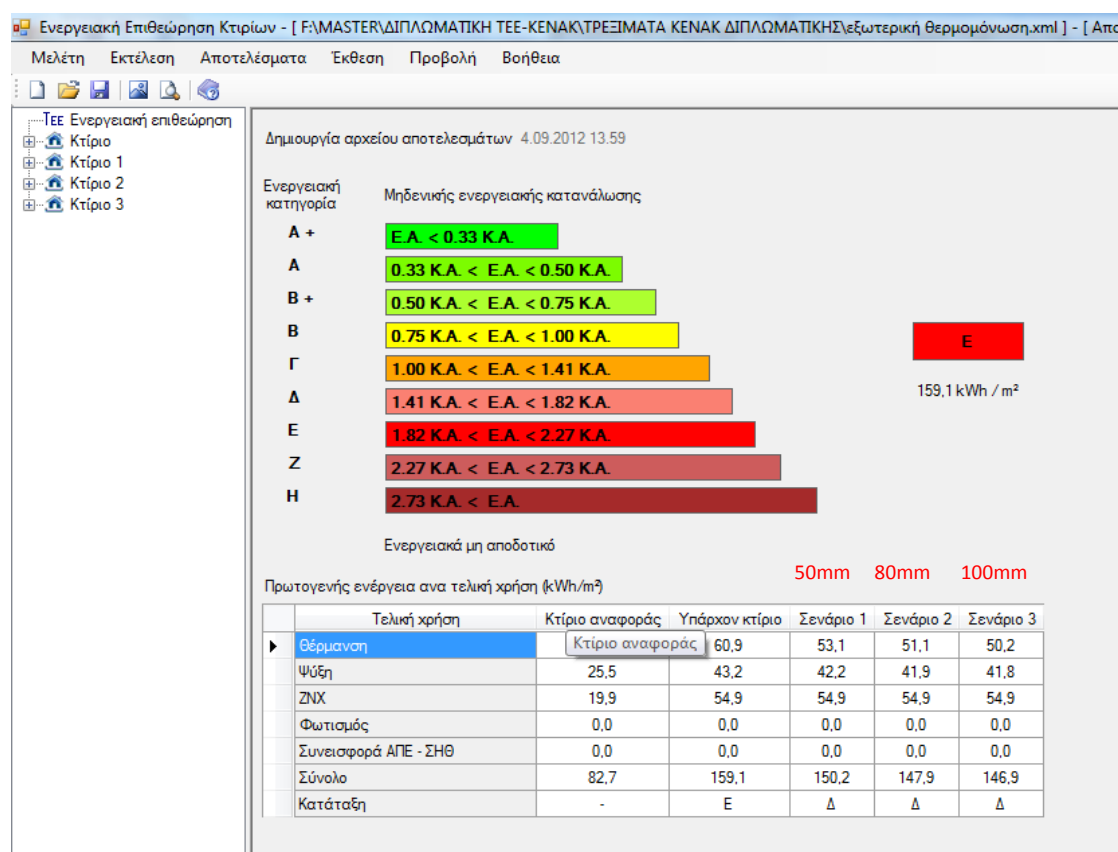 Ενεργειακή Επιθεώρηση Κτιρίων - [ F:\MASTER\ΔΙΠΛΩΜΑΤΙΚΗ ΤΕΕ-ΚΕΝΑΚ\ΤΡΕΞΙΜΑΤΑ ΚΕΝΑΚ ΔΙΠΛΩΜΑΤΙΚΗΣ\εξωτερική θερμομόνωση.xml ] - [ Απο
Μελέτη Εκτέλεση Αποτελέσματα Έκθεση Προβολή Βοήθεια
ΤΕΕ Ενεργειακή επιθεώρηση
Κτίριο
Κτίριο 1
Κτίριο 2
Κτίριο 3
Δημιουργία αρχείου αποτελεσμάτων 4.09.2012 13.59
Ενεργειακή κατηγορία
Μηδενικής ενεργειακής κατανάλωσης
Α + Ε.Α. < 0.33 Κ.Α.
Α 0.33 Κ.Α. < Ε.Α. < 0.50 Κ.Α.
Β + 0.50 Κ.Α. < Ε.Α. < 0.75 Κ.Α.
Β 0.75 Κ.Α. < Ε.Α. < 1.00 Κ.Α.
Γ 1.00 Κ.Α. < Ε.Α. < 1.41 Κ.Α.
Δ 1.41 Κ.Α. < Ε.Α. < 1.82 Κ.Α.
Ε 1.82 Κ.Α. < Ε.Α. < 2.27 Κ.Α.
Ζ 2.27 Κ.Α. < Ε.Α. < 2.73 Κ.Α.
Η 2.73 Κ.Α. < Ε.Α.
Ε
159,1 kWh / m²
Ενεργειακά μη αποδοτικό
50mm 80mm 100mm
Πρωτογενής ενέργεια ανα τελική χρήση (kWh/m²)
Τελική χρήση Κτίριο αναφοράς Υπάρχον κτίριο Σενάριο 1 Σενάριο 2 Σενάριο 3
Θέρμανση Κτίριο αναφοράς 60,9 53,1 51,1 50,2
Ψύξη 25,5 43,2 42,2 41,9 41,8
ΖΝΧ 19,9 54,9 54,9 54,9 54,9
Φωτισμός 0,0 0,0 0,0 0,0 0,0
Συνεισφορά ΑΠΕ - ΣΗΘ 0,0 0,0 0,0 0,0 0,0
Σύνολο 82,7 159,1 150,2 147,9 146,9
Κατάταξη - Ε Δ Δ Δ